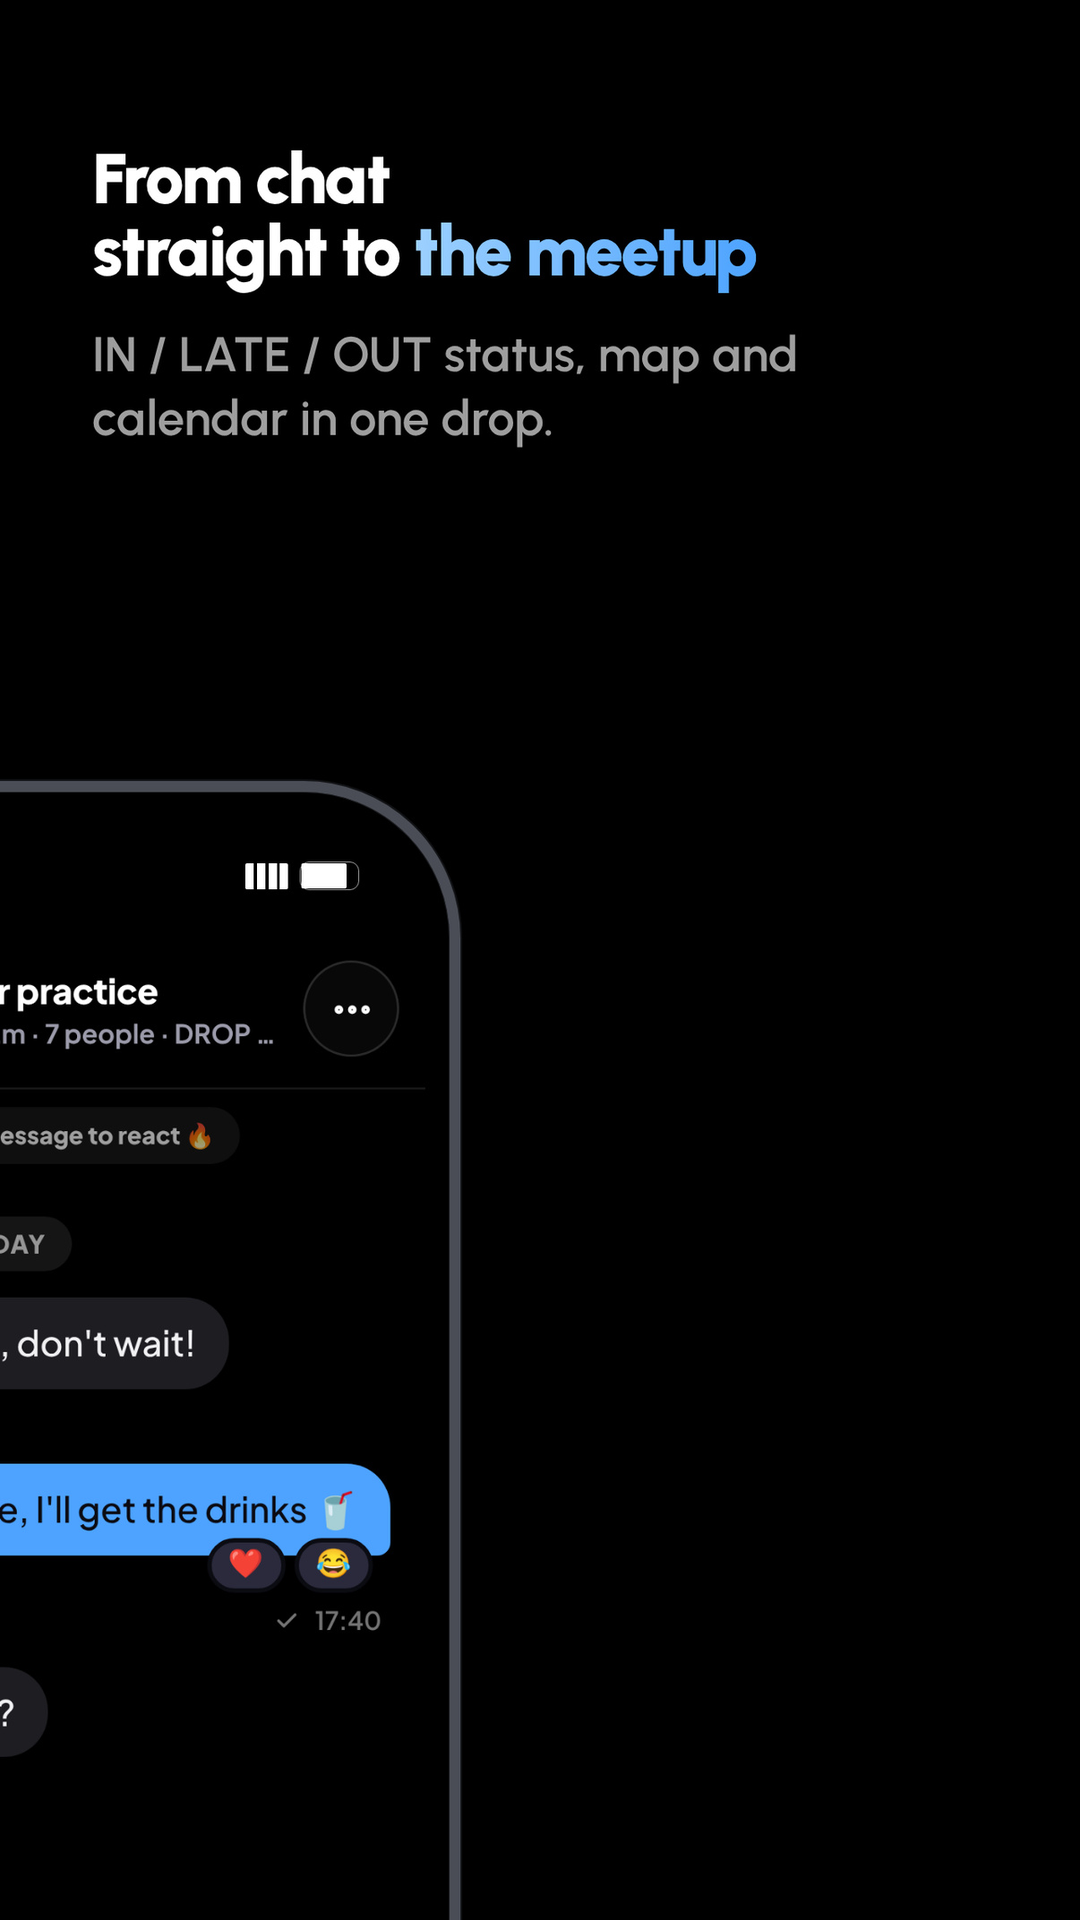 From chat
straight to the meetup
IN / LATE / OUT status, map and
calendar in one drop.
r practice
m · 7 people · DROP ...
essage to react 🔥
DAY
, don't wait!
e, I'll get the drinks 🥤
❤️ 😂
✓ 17:40
?